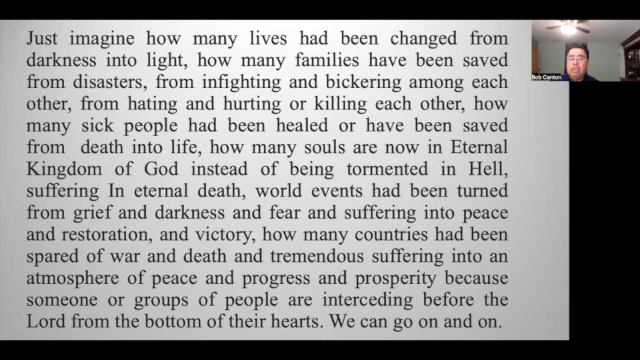 Just imagine how many lives had been changed from
darkness into light, how many families have been saved
from disasters, from infighting and bickering among each
other, from hating and hurting or killing each other, how
many sick people had been healed or have been saved
from death into life, how many souls are now in Eternal
Kingdom of God instead of being tormented in Hell,
suffering In eternal death, world events had been turned
from grief and darkness and fear and suffering into peace
and restoration, and victory, how many countries had been
spared of war and death and tremendous suffering into an
atmosphere of peace and progress and prosperity because
someone or groups of people are interceding before the
Lord from the bottom of their hearts. We can go on and on.
Bob Canton